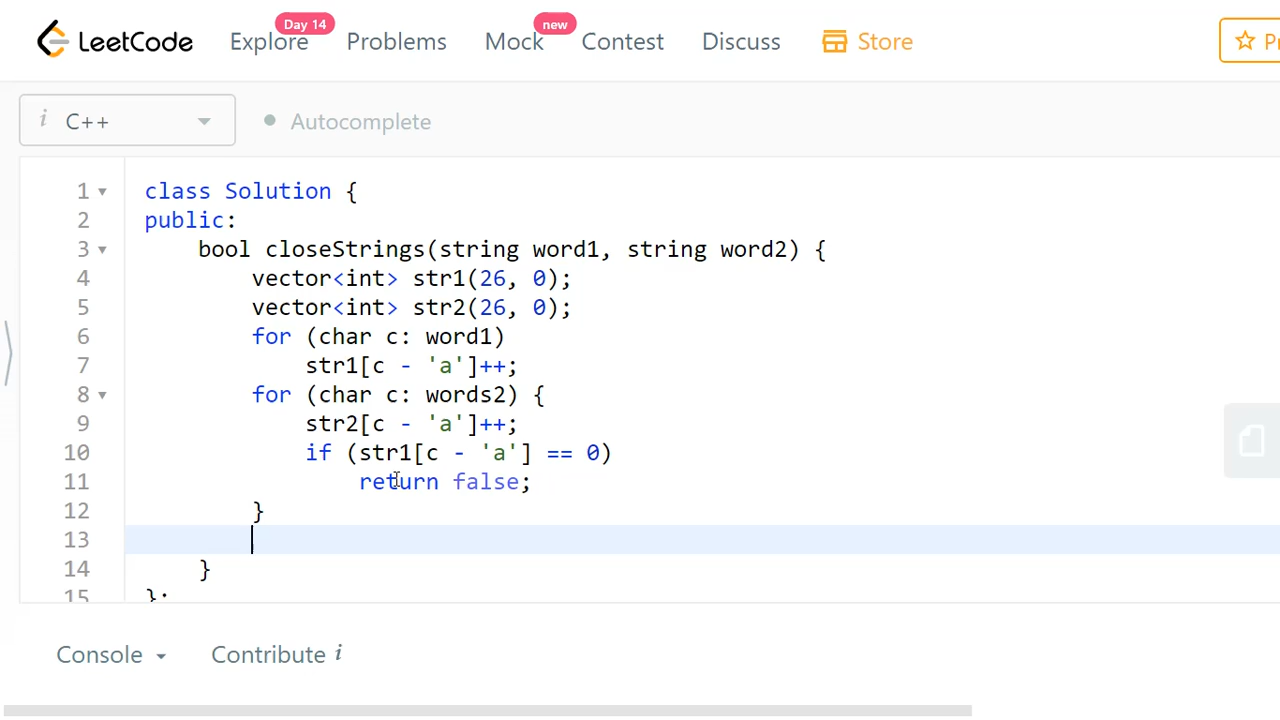 Day 14 new
LeetCode Explore Problems Mock Contest Discuss Store
i C++ Autocomplete
1 class Solution {
2 public:
3 bool closeStrings(string word1, string word2) {
4 vector<int> str1(26, 0);
5 vector<int> str2(26, 0);
6 for (char c: word1)
7 str1[c - 'a']++;
8 for (char c: words2) {
9 str2[c - 'a']++;
10 if (str1[c - 'a'] == 0)
11 return false;
12 }
13
14 }
15 };
Console Contribute i